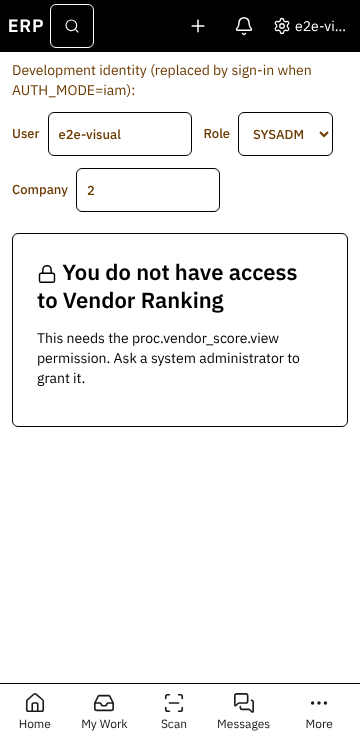 ERP
e2e-vi...
Development identity (replaced by sign-in when
AUTH_MODE=iam):
User e2e-visual Role SYSADM
Company 2
You do not have access
to Vendor Ranking
This needs the proc.vendor_score.view
permission. Ask a system administrator to
grant it.
Home My Work Scan Messages More